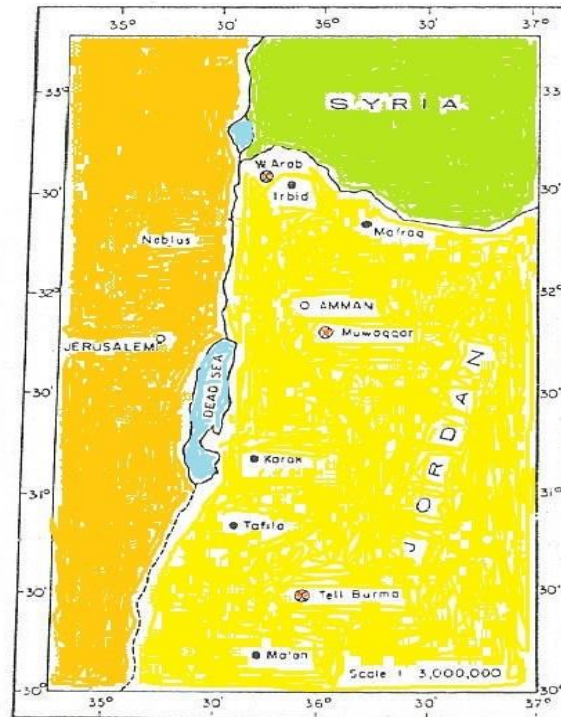 35° 30' 36° 30' 37°
33° 33°
SYRIA
W.Arab
30' 30'
Irbid
Mafraq
Nablus
32° AMMAN 32°
Muwaqqar
JERUSALEM
DEAD SEA
30' 30'
JORDAN
Karak
31° 31°
Tafila
30' Tell Burma 30'
Ma'an
Scale 1: 3,000,000
30° 30°
35° 30' 36° 30' 37°